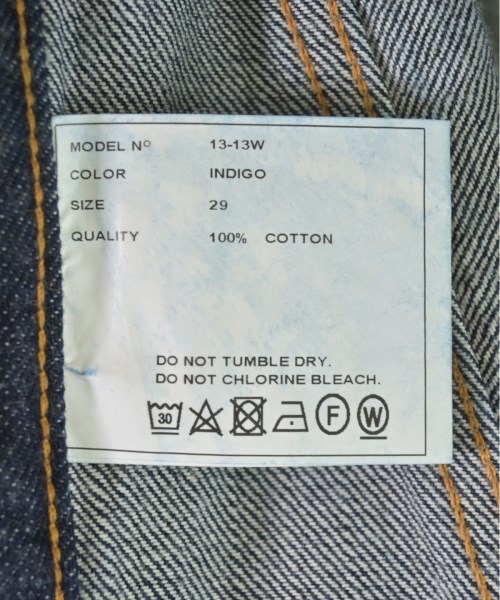 MODEL Nº 13-13W
COLOR INDIGO
SIZE 29
QUALITY 100% COTTON
DO NOT TUMBLE DRY.
DO NOT CHLORINE BLEACH.
30 F W